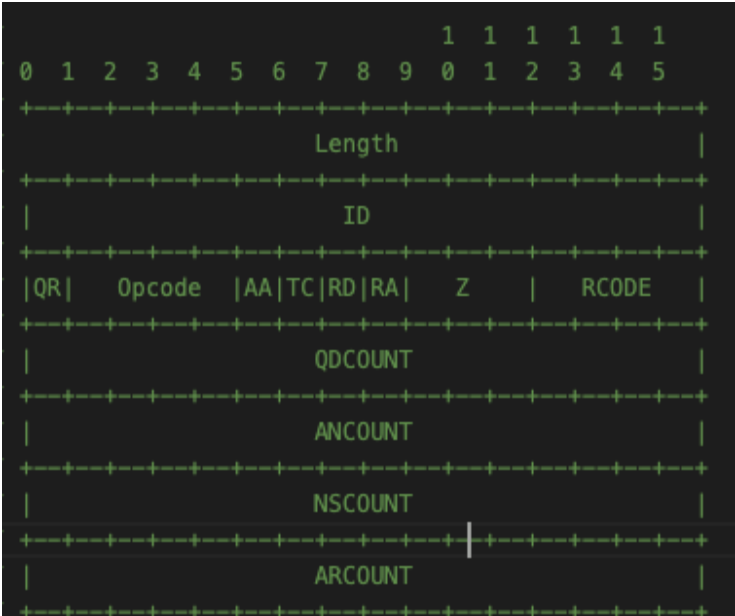 1 1 1 1 1 1
0 1 2 3 4 5 6 7 8 9 0 1 2 3 4 5
+--+--+--+--+--+--+--+--+--+--+--+--+--+--+--+--+
Length |
+--+--+--+--+--+--+--+--+--+--+--+--+--+--+--+--+
| ID |
+--+--+--+--+--+--+--+--+--+--+--+--+--+--+--+--+
|QR| Opcode |AA|TC|RD|RA| Z | RCODE |
+--+--+--+--+--+--+--+--+--+--+--+--+--+--+--+--+
| QDCOUNT |
+--+--+--+--+--+--+--+--+--+--+--+--+--+--+--+--+
| ANCOUNT |
+--+--+--+--+--+--+--+--+--+--+--+--+--+--+--+--+
| NSCOUNT |
+--+--+--+--+--+--+--+--+--+--+--+--+--+--+--+--+
| ARCOUNT |
+--+--+--+--+--+--+--+--+--+--+--+--+--+--+--+--+